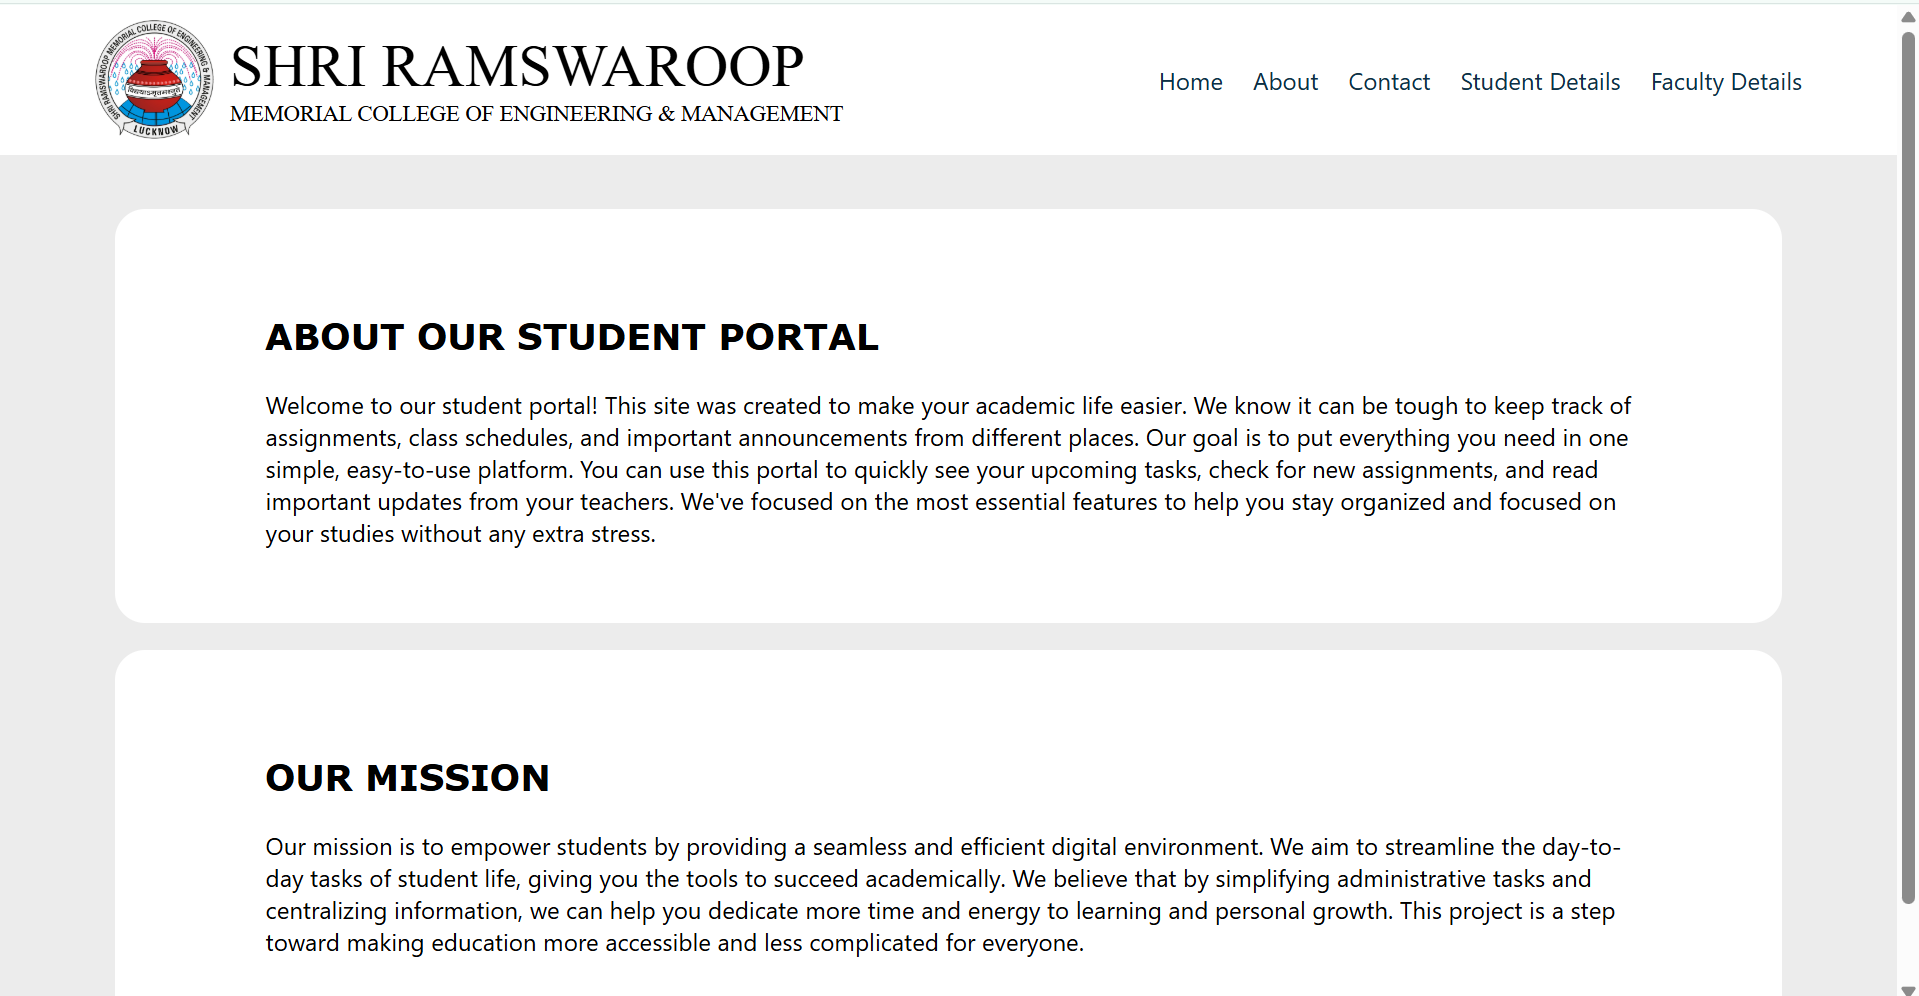 SHRI RAMSWAROOP MEMORIAL COLLEGE OF ENGINEERING & MANAGEMENT
LUCKNOW
SHRI RAMSWAROOP
MEMORIAL COLLEGE OF ENGINEERING & MANAGEMENT
Home About Contact Student Details Faculty Details
ABOUT OUR STUDENT PORTAL
Welcome to our student portal! This site was created to make your academic life easier. We know it can be tough to keep track of
assignments, class schedules, and important announcements from different places. Our goal is to put everything you need in one
simple, easy-to-use platform. You can use this portal to quickly see your upcoming tasks, check for new assignments, and read
important updates from your teachers. We've focused on the most essential features to help you stay organized and focused on
your studies without any extra stress.
OUR MISSION
Our mission is to empower students by providing a seamless and efficient digital environment. We aim to streamline the day-to-
day tasks of student life, giving you the tools to succeed academically. We believe that by simplifying administrative tasks and
centralizing information, we can help you dedicate more time and energy to learning and personal growth. This project is a step
toward making education more accessible and less complicated for everyone.